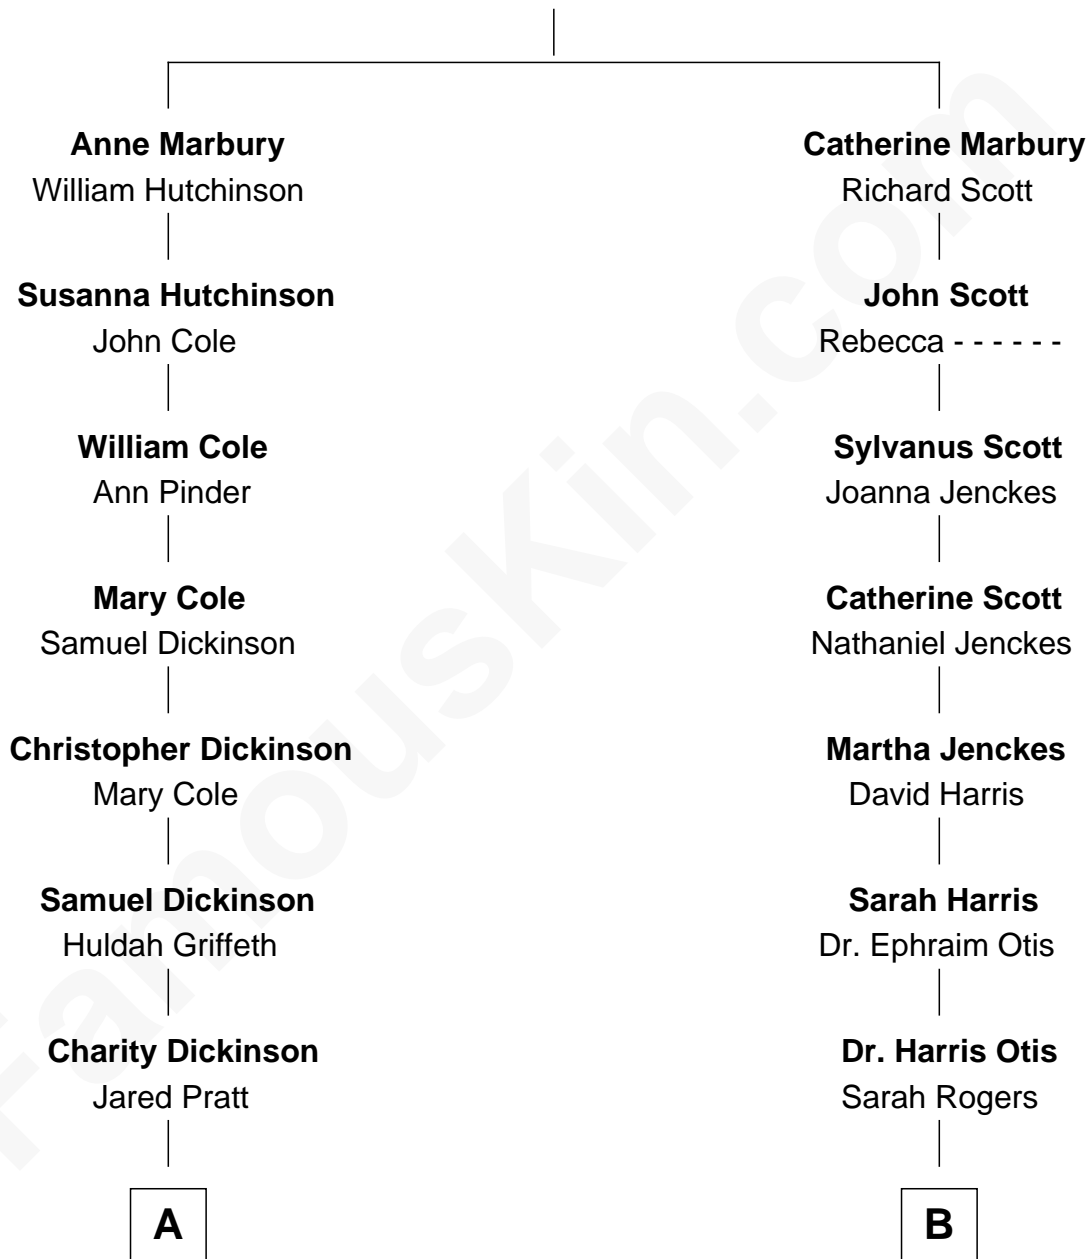 Anne Marbury
William Hutchinson
Susanna Hutchinson
John Cole
William Cole
Ann Pinder
Mary Cole
Samuel Dickinson
Christopher Dickinson
Mary Cole
Samuel Dickinson
Huldah Griffeth
Charity Dickinson
Jared Pratt
A
Catherine Marbury
Richard Scott
John Scott
Rebecca - - - - - -
Sylvanus Scott
Joanna Jenckes
Catherine Scott
Nathaniel Jenckes
Martha Jenckes
David Harris
Sarah Harris
Dr. Ephraim Otis
Dr. Harris Otis
Sarah Rogers
B
FamousKin.com